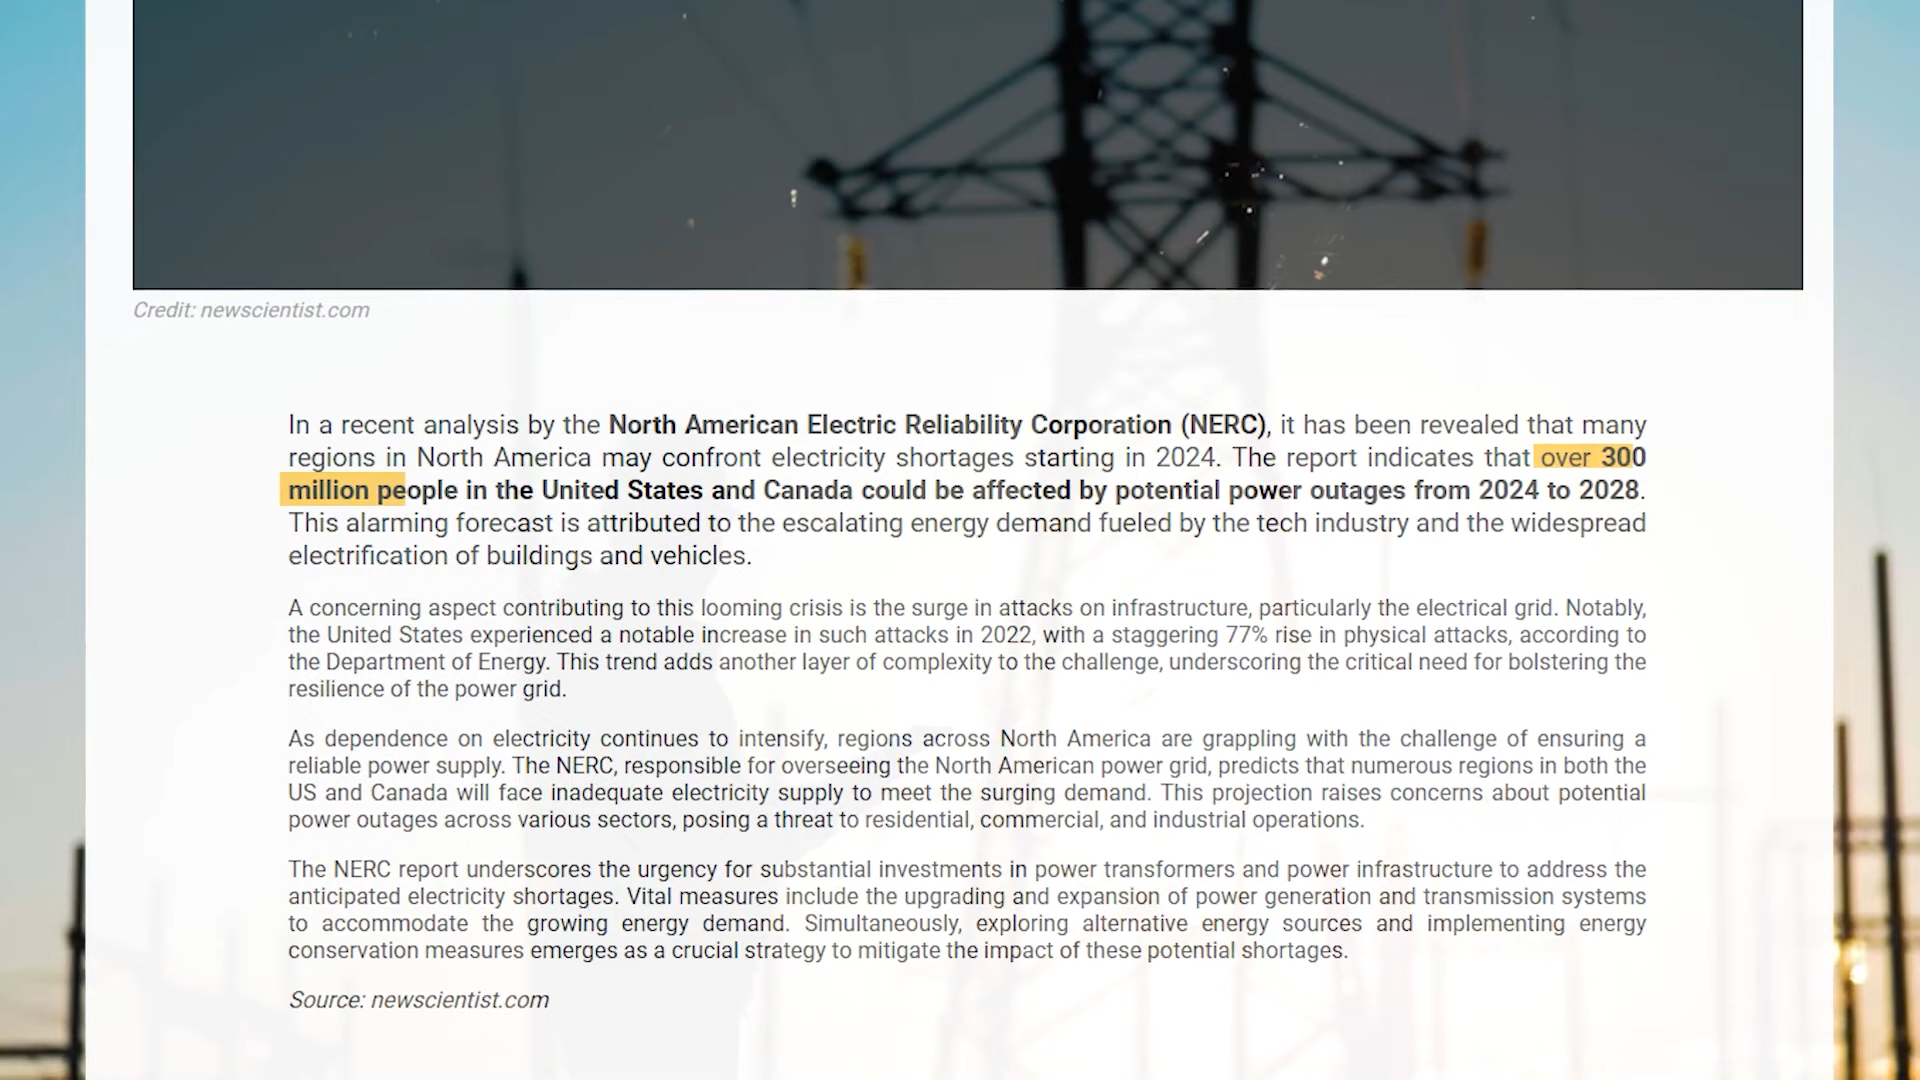 Credit: newscientist.com
In a recent analysis by the North American Electric Reliability Corporation (NERC), it has been revealed that many
regions in North America may confront electricity shortages starting in 2024. The report indicates that over 300
million people in the United States and Canada could be affected by potential power outages from 2024 to 2028.
This alarming forecast is attributed to the escalating energy demand fueled by the tech industry and the widespread
electrification of buildings and vehicles.
A concerning aspect contributing to this looming crisis is the surge in attacks on infrastructure, particularly the electrical grid. Notably,
the United States experienced a notable increase in such attacks in 2022, with a staggering 77% rise in physical attacks, according to
the Department of Energy. This trend adds another layer of complexity to the challenge, underscoring the critical need for bolstering the
resilience of the power grid.
As dependence on electricity continues to intensify, regions across North America are grappling with the challenge of ensuring a
reliable power supply. The NERC, responsible for overseeing the North American power grid, predicts that numerous regions in both the
US and Canada will face inadequate electricity supply to meet the surging demand. This projection raises concerns about potential
power outages across various sectors, posing a threat to residential, commercial, and industrial operations.
The NERC report underscores the urgency for substantial investments in power transformers and power infrastructure to address the
anticipated electricity shortages. Vital measures include the upgrading and expansion of power generation and transmission systems
to accommodate the growing energy demand. Simultaneously, exploring alternative energy sources and implementing energy
conservation measures emerges as a crucial strategy to mitigate the impact of these potential shortages.
Source: newscientist.com